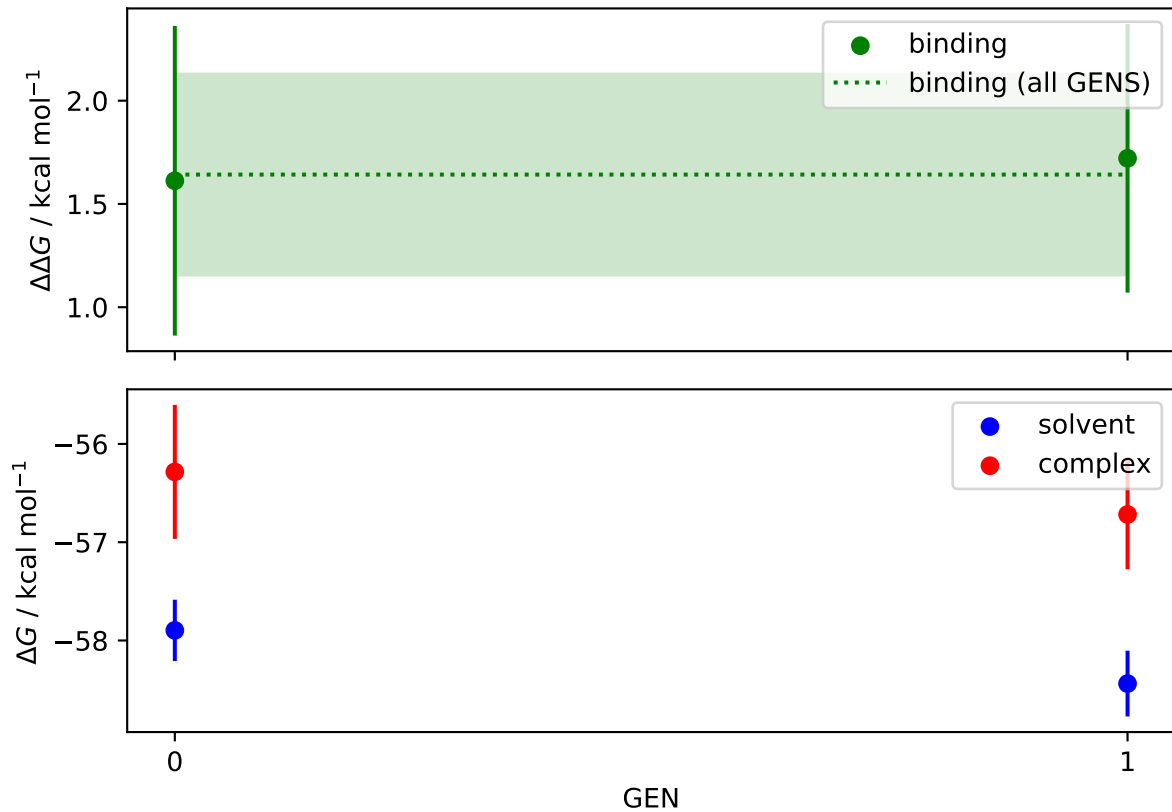 ΔΔG / kcal mol⁻¹
2.0
1.5
1.0
binding
binding (all GENS)
ΔG / kcal mol⁻¹
−56
−57
−58
solvent
complex
0
1
GEN